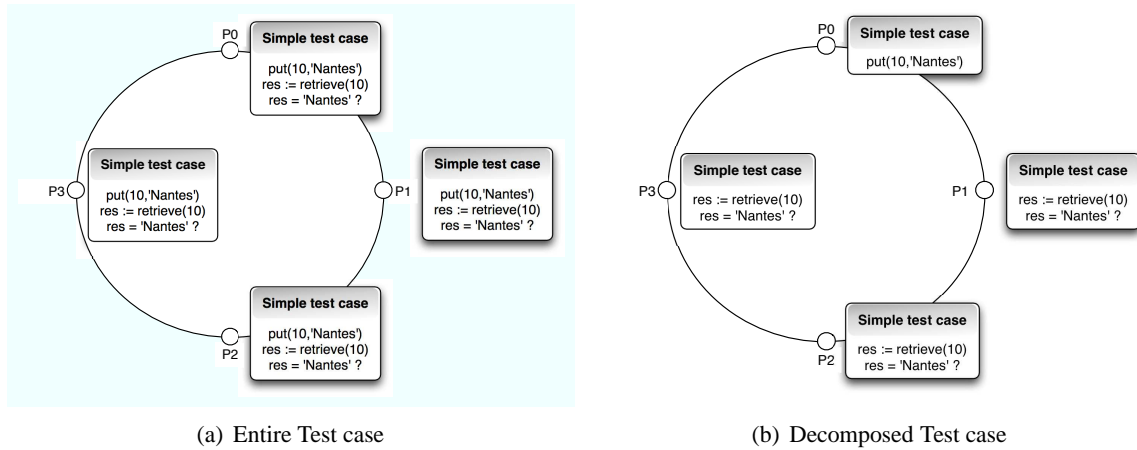 P0
Simple test case
put(10,'Nantes')
res := retrieve(10)
res = 'Nantes' ?
P3
Simple test case
put(10,'Nantes')
res := retrieve(10)
res = 'Nantes' ?
P1
Simple test case
put(10,'Nantes')
res := retrieve(10)
res = 'Nantes' ?
P2
Simple test case
put(10,'Nantes')
res := retrieve(10)
res = 'Nantes' ?
(a) Entire Test case
P0
Simple test case
put(10,'Nantes')
P3
Simple test case
res := retrieve(10)
res = 'Nantes' ?
P1
Simple test case
res := retrieve(10)
res = 'Nantes' ?
P2
Simple test case
res := retrieve(10)
res = 'Nantes' ?
(b) Decomposed Test case